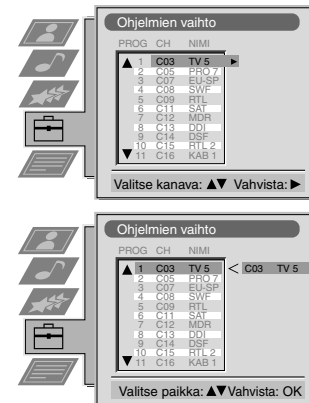 Ohjelmien vaihto
PROG CH NIMI
1 C03 TV 5
2 C05 PRO 7
3 C07 EU-SP
4 C08 SWF
5 C09 RTL
6 C11 SAT
7 C12 MDR
8 C13 DDI
9 C14 DSF
10 C15 RTL 2
11 C16 KAB 1
Valitse kanava: ▲▼ Vahvista: ►
Ohjelmien vaihto
PROG CH NIMI
1 C03 TV 5 < C03 TV 5
2 C05 PRO 7
3 C07 EU-SP
4 C08 SWF
5 C09 RTL
6 C11 SAT
7 C12 MDR
8 C13 DDI
9 C14 DSF
10 C15 RTL 2
11 C16 KAB 1
Valitse paikka: ▲▼ Vahvista: OK